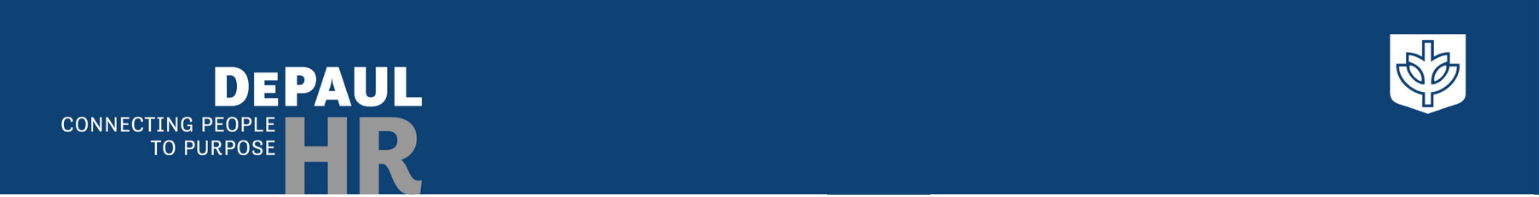 DEPAUL
CONNECTING PEOPLE
TO PURPOSE
HR